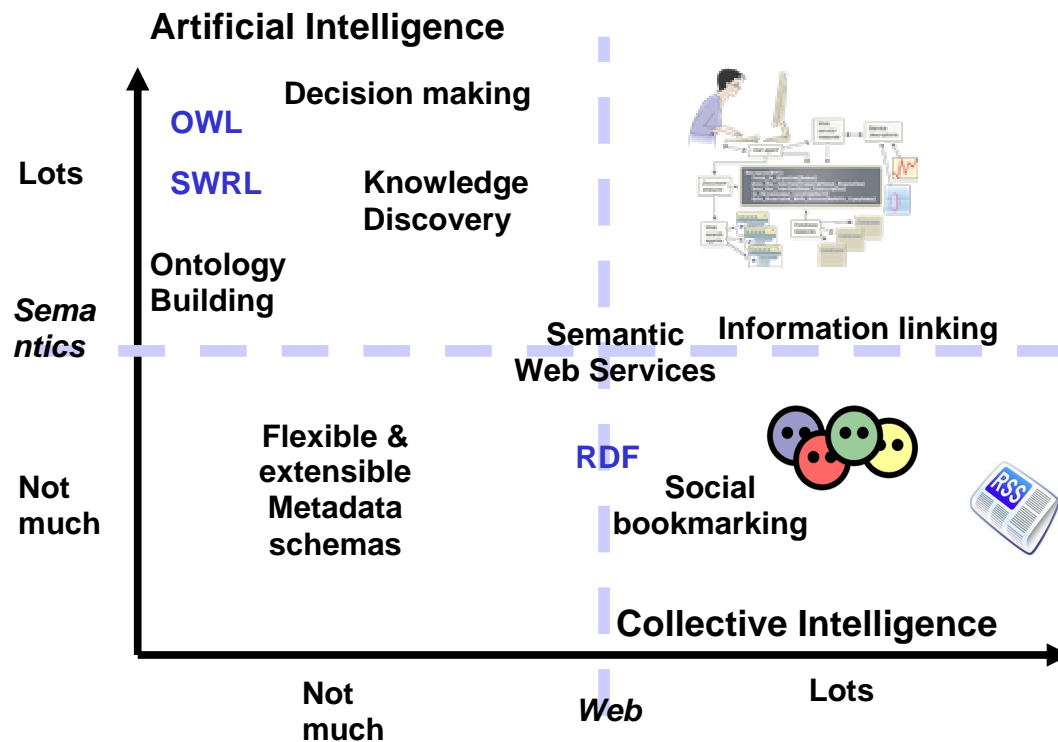 Artificial Intelligence
Decision making
OWL
Lots
SWRL
Knowledge
Discovery
Ontology
Building
Sema
ntics
Semantic
Web Services
Information linking
Flexible &
extensible
Metadata
schemas
RDF
Not
much
Social
bookmarking
RSS
Collective Intelligence
Not
much
Web
Lots